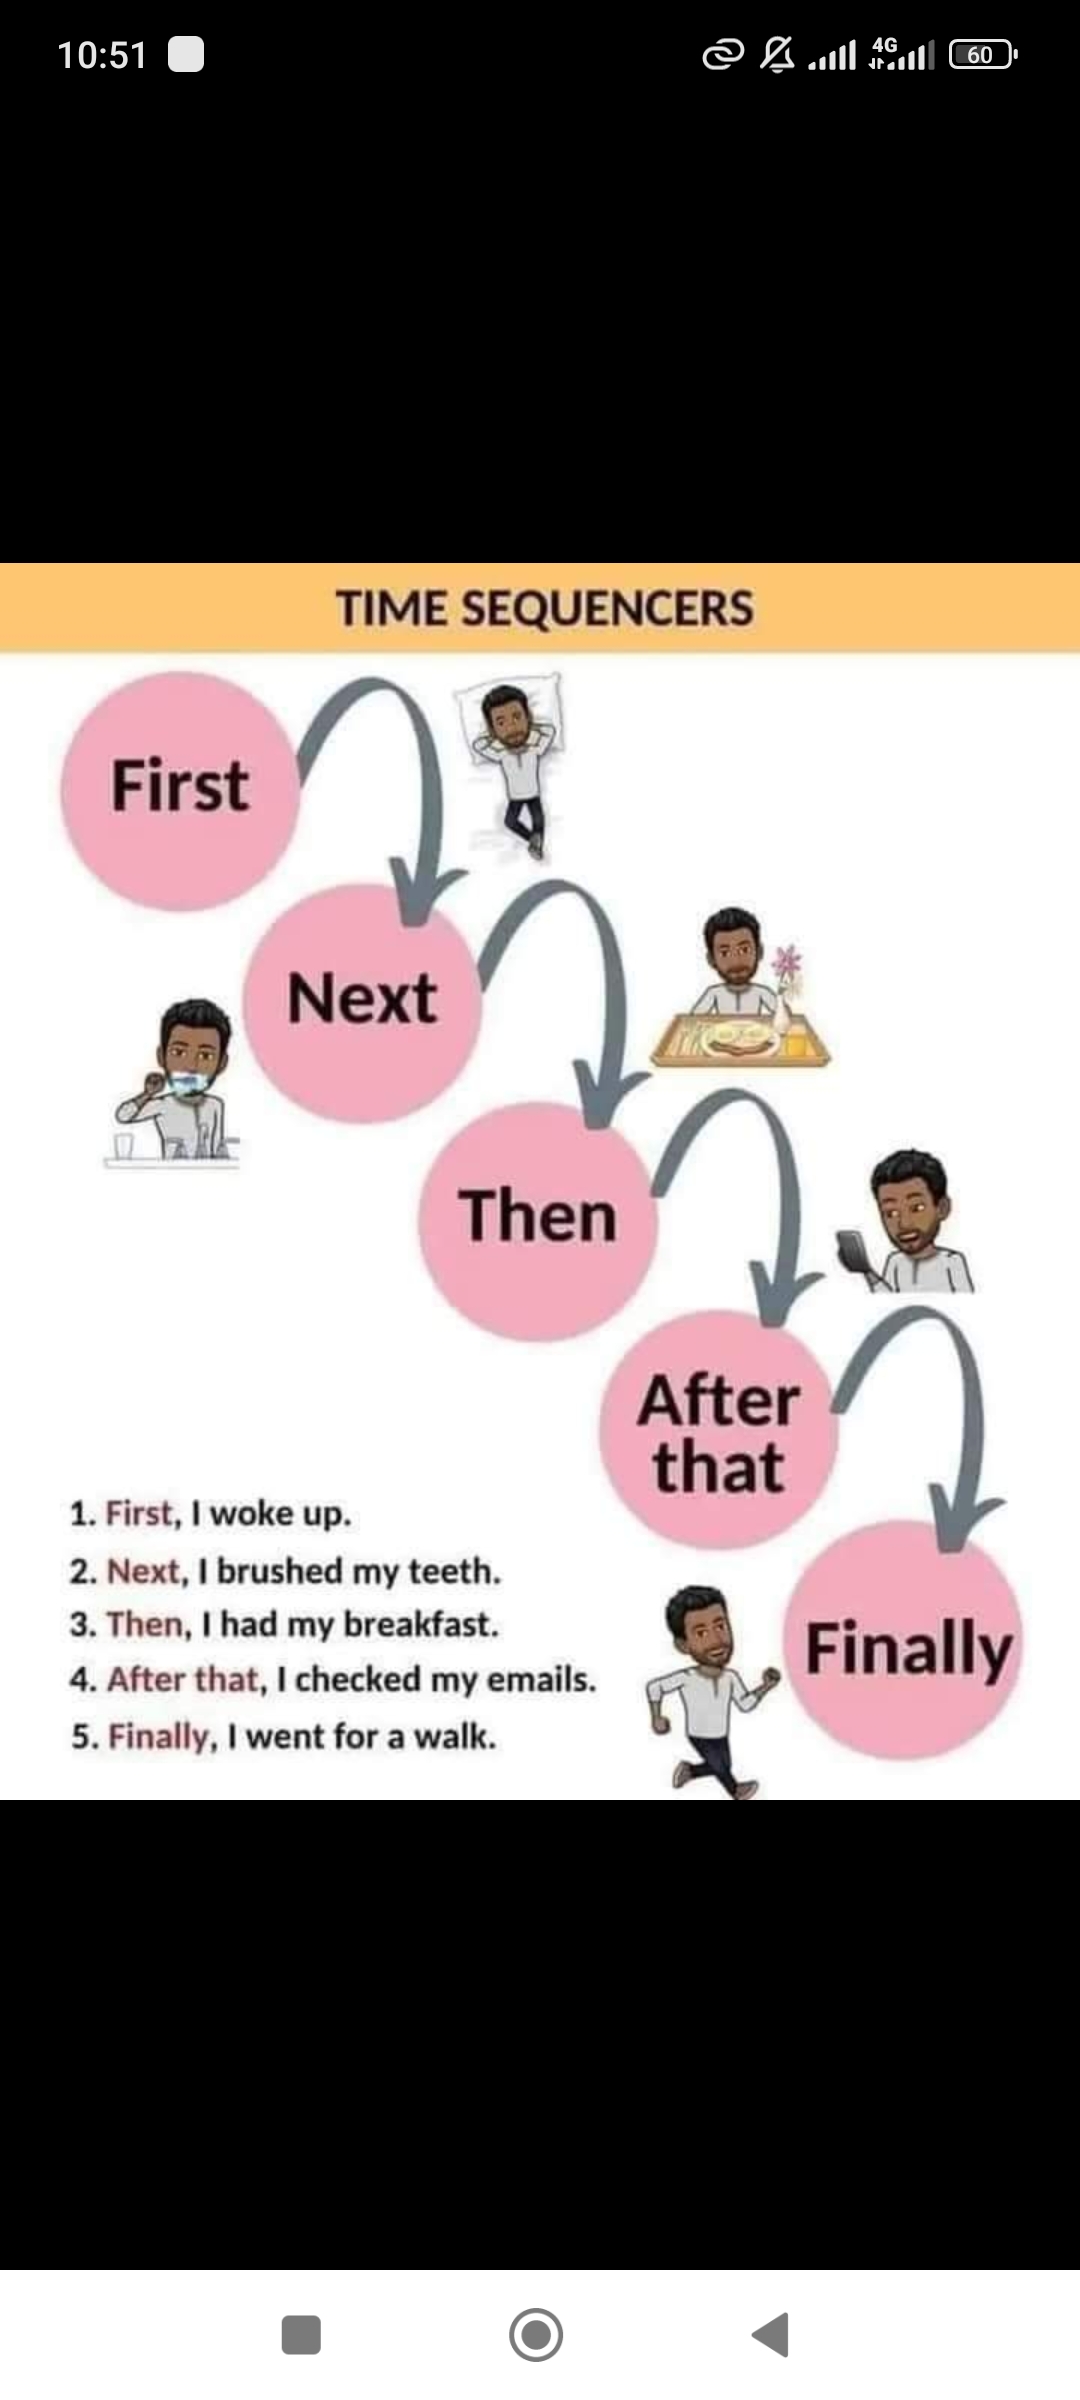 10:51
4G
60
TIME SEQUENCERS
First
Next
Then
After
that
Finally
1. First, I woke up.
2. Next, I brushed my teeth.
3. Then, I had my breakfast.
4. After that, I checked my emails.
5. Finally, I went for a walk.